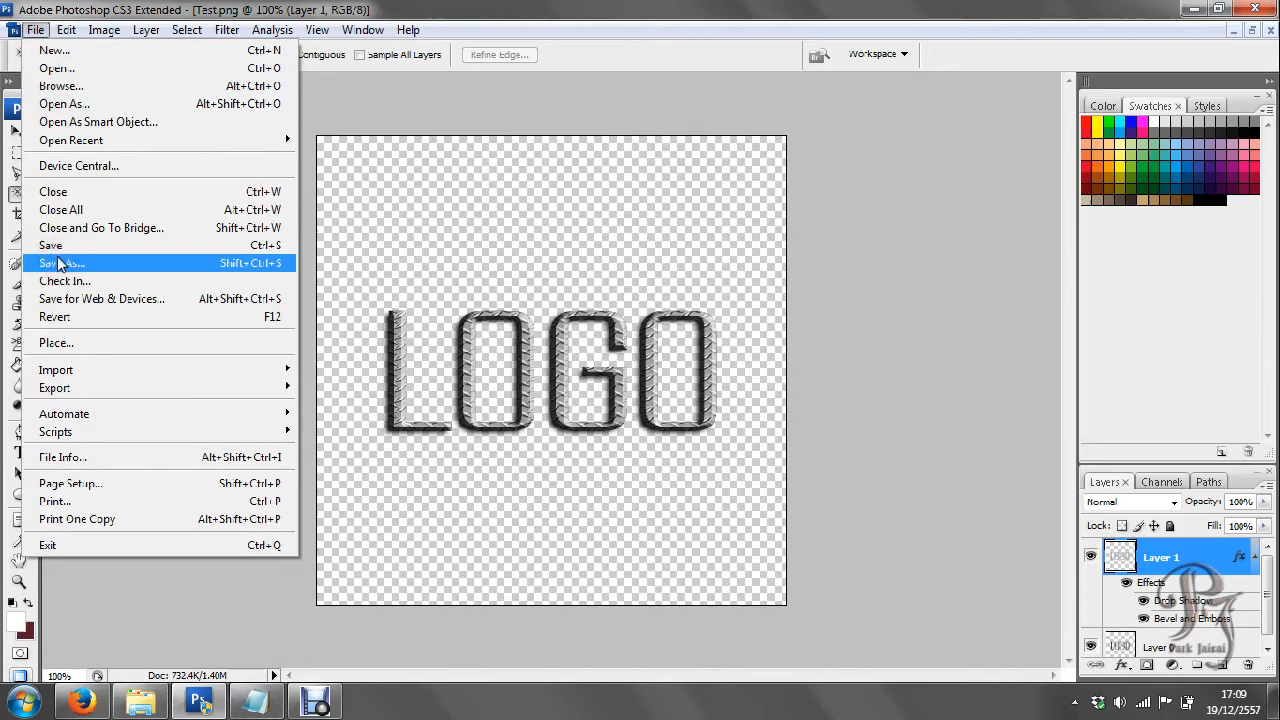 Adobe Photoshop CS3 Extended - [Test.png @ 100% (Layer 1, RGB/8)]
File Edit Image Layer Select Filter Analysis View Window Help
Contiguous Sample All Layers Refine Edge... Workspace
New... Ctrl+N
Open... Ctrl+O
Browse... Alt+Ctrl+O
Open As... Alt+Shift+Ctrl+O
Open As Smart Object...
Open Recent
Device Central...
Close Ctrl+W
Close All Alt+Ctrl+W
Close and Go To Bridge... Shift+Ctrl+W
Save Ctrl+S
Save As... Shift+Ctrl+S
Check In...
Save for Web & Devices... Alt+Shift+Ctrl+S
Revert F12
Place...
Import
Export
Automate
Scripts
File Info... Alt+Shift+Ctrl+I
Page Setup... Shift+Ctrl+P
Print... Ctrl+P
Print One Copy Alt+Shift+Ctrl+P
Exit Ctrl+Q
LOGO
Color Swatches Styles
Layers Channels Paths
Normal Opacity: 100%
Lock: Fill: 100%
Layer 1 fx
Effects
Drop Shadow
Bevel and Emboss
Layer 0
Park Jaisai
100% Doc: 732.4K/1.40M
17:09
19/12/2557